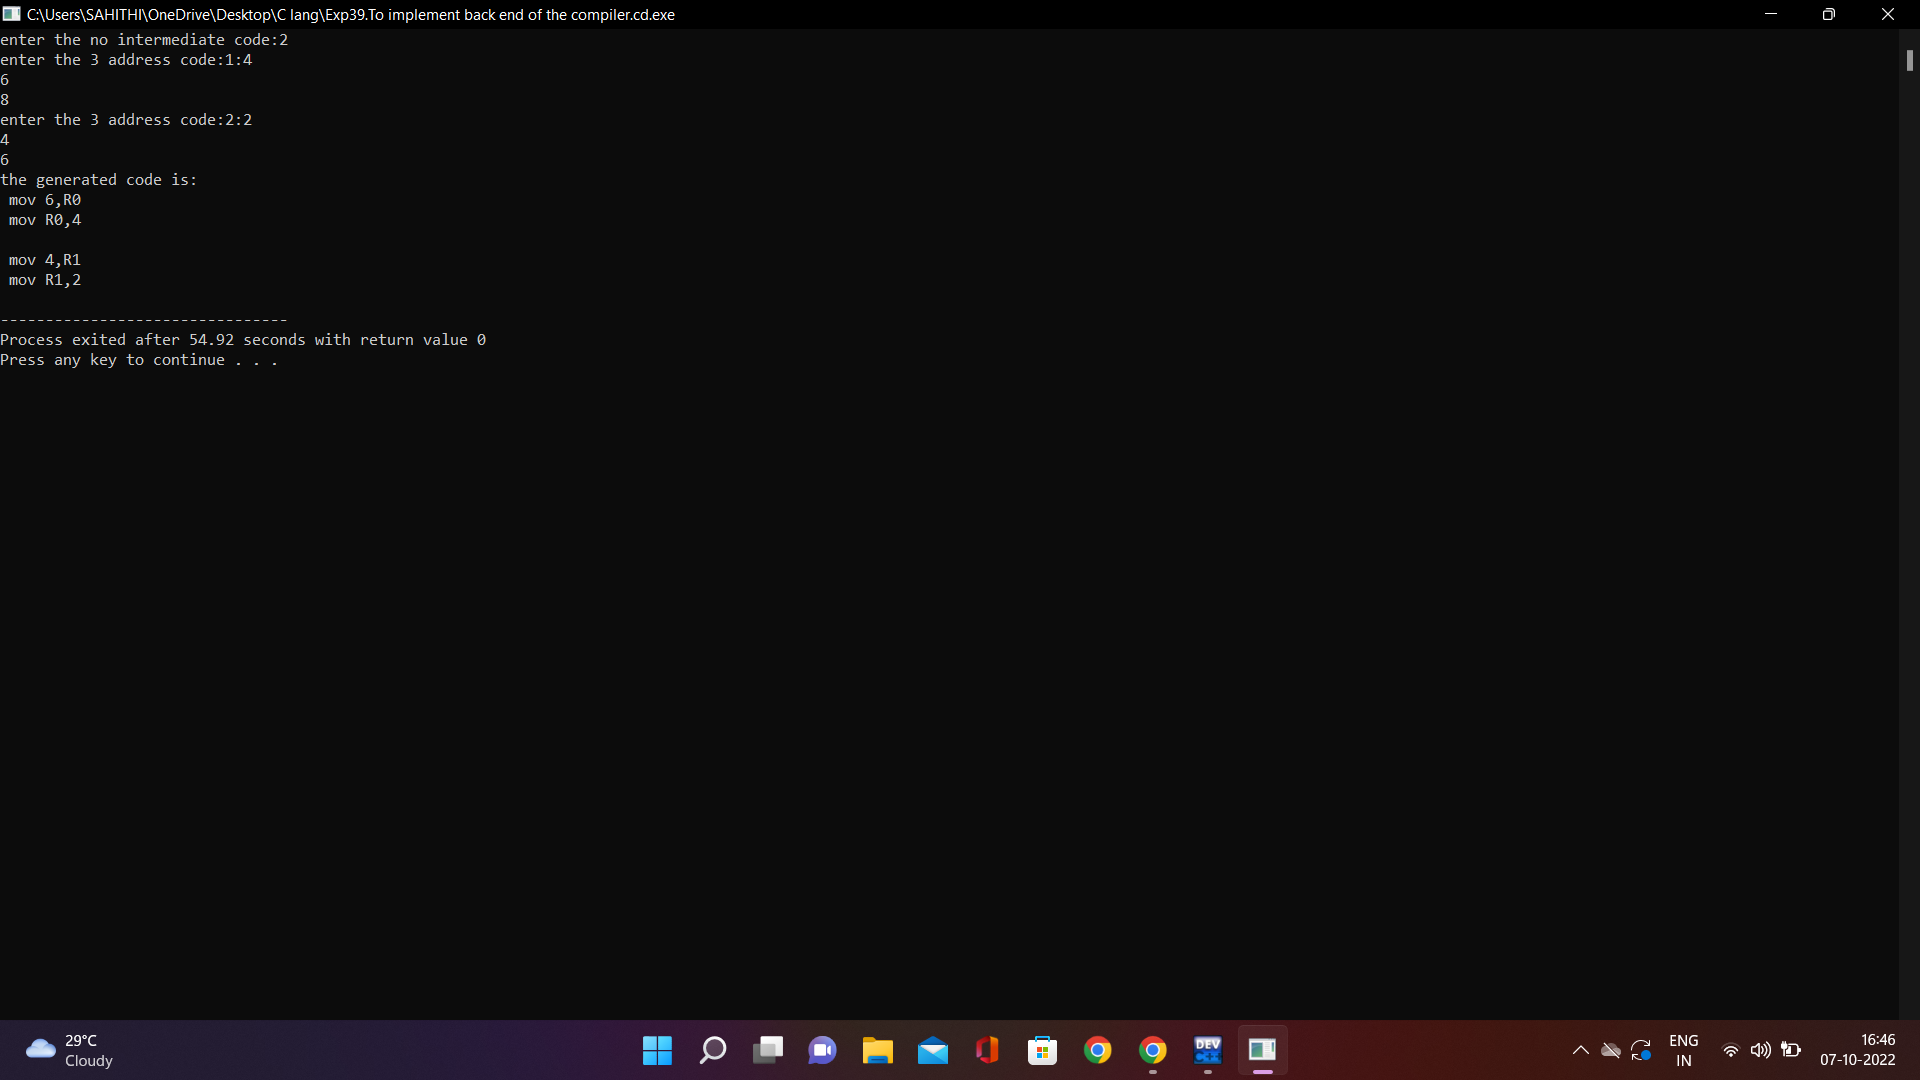 C:\Users\SAHITHI\OneDrive\Desktop\C lang\Exp39.To implement back end of the compiler.cd.exe
enter the no intermediate code:2
enter the 3 address code:1:4
6
8
enter the 3 address code:2:2
4
6
the generated code is:
 mov 6,R0
 mov R0,4
 mov 4,R1
 mov R1,2
--------------------------------
Process exited after 54.92 seconds with return value 0
Press any key to continue . . .
29°C
Cloudy
DEV
C++
ENG
IN
16:46
07-10-2022